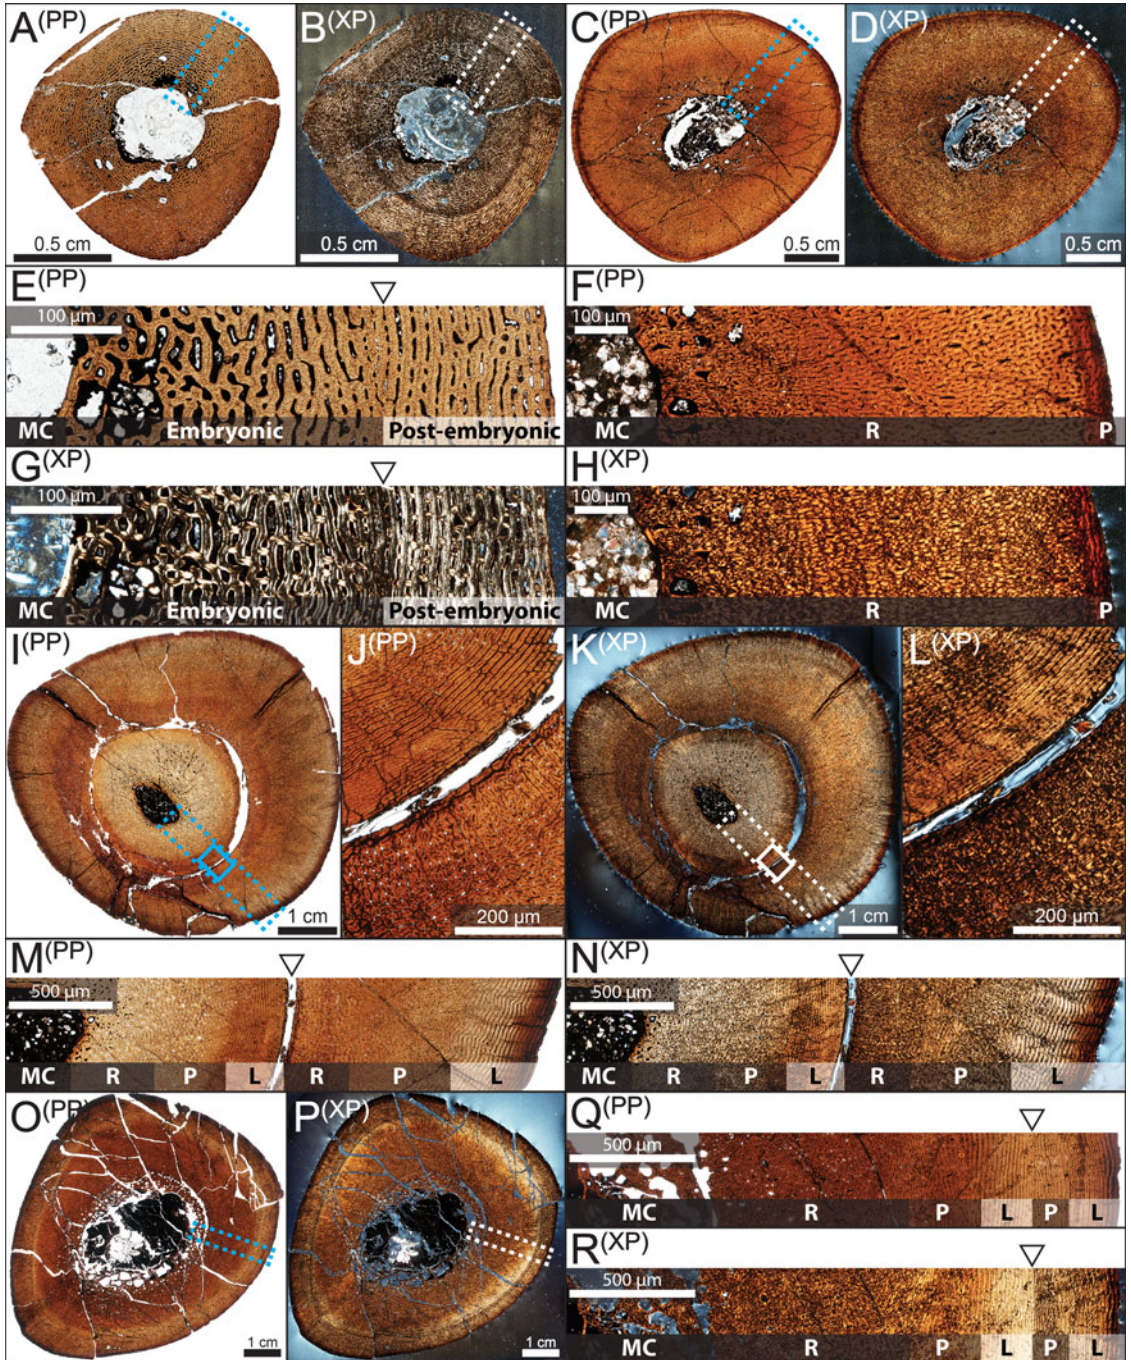 A(PP)
B(XP)
C(PP)
D(XP)
0.5 cm
0.5 cm
0.5 cm
0.5 cm
E(PP)
F(PP)
100 µm
100 µm
MC Embryonic Post-embryonic
MC R P
G(XP)
H(XP)
100 µm
100 µm
MC Embryonic Post-embryonic
MC R P
I(PP)
J(PP)
K(XP)
L(XP)
1 cm
200 µm
1 cm
200 µm
M(PP)
N(XP)
500 µm
500 µm
MC R P L R P L
MC R P L R P L
O(PP)
P(XP)
Q(PP)
500 µm
MC R P L P L
R(XP)
500 µm
1 cm
1 cm
MC R P L P L